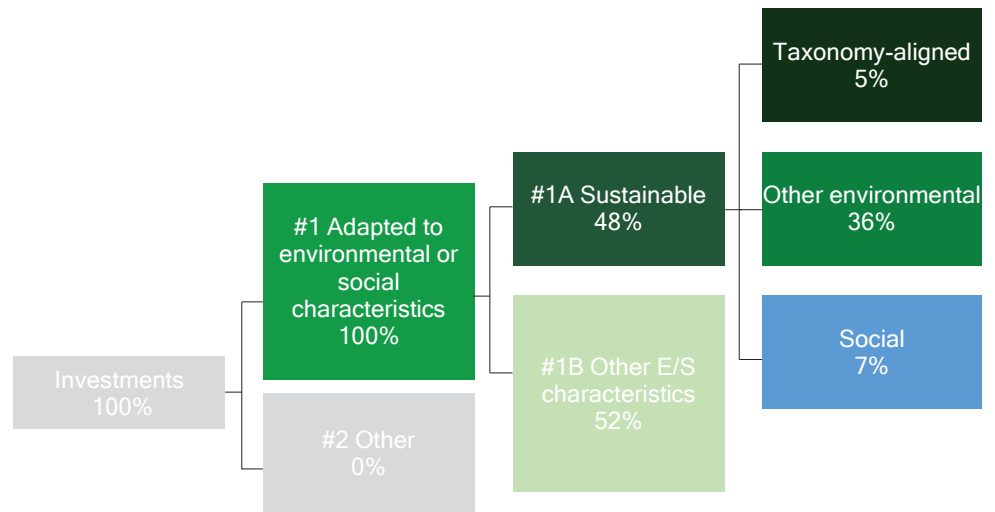 Investments
100%
#1 Adapted to
environmental or
social
characteristics
100%
#2 Other
0%
#1A Sustainable
48%
#1B Other E/S
characteristics
52%
Taxonomy-aligned
5%
Other environmental
36%
Social
7%